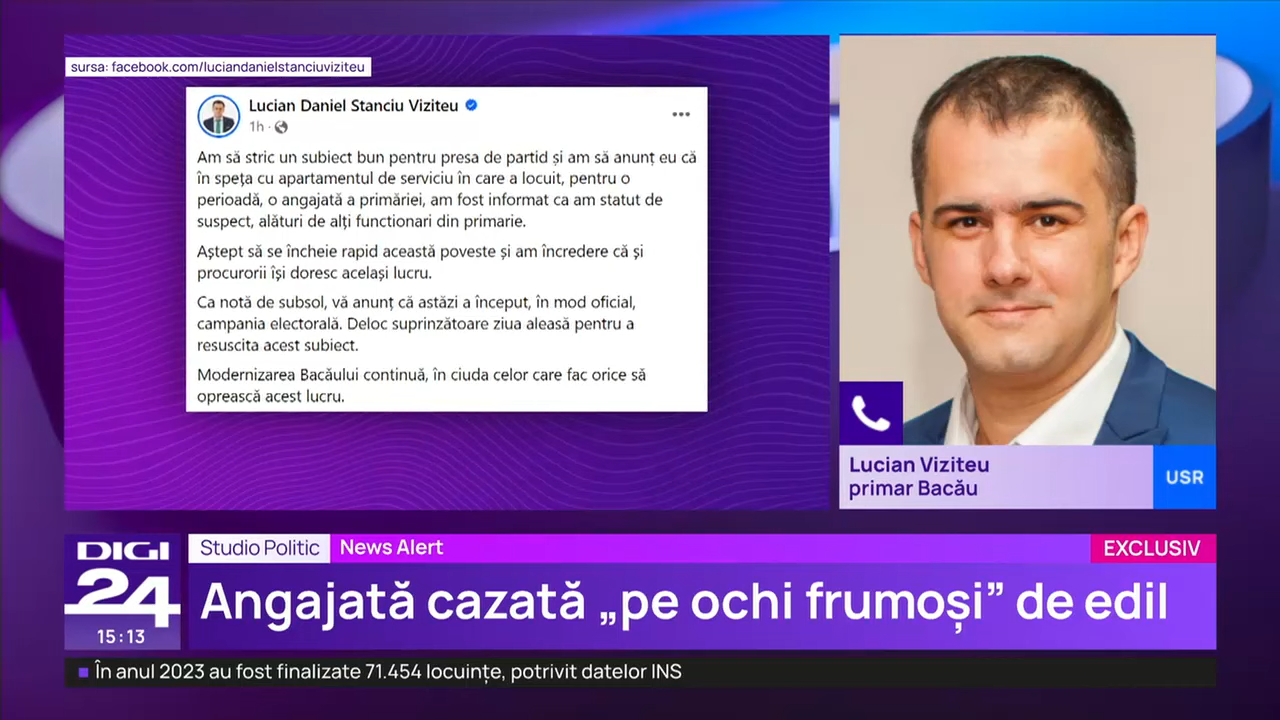 sursa: facebook.com/luciandanielstanciuviziteu
Lucian Daniel Stanciu Viziteu
1h ·
Am să stric un subiect bun pentru presa de partid și am să anunț eu că
în speța cu apartamentul de serviciu în care a locuit, pentru o
perioadă, o angajată a primăriei, am fost informat ca am statut de
suspect, alături de alți functionari din primarie.
Aștept să se încheie rapid această poveste și am încredere că și
procurorii își doresc același lucru.
Ca notă de subsol, vă anunț că astăzi a început, în mod oficial,
campania electorală. Deloc suprinzătoare ziua aleasă pentru a
resuscita acest subiect.
Modernizarea Bacăului continuă, în ciuda celor care fac orice să
oprească acest lucru.
Lucian Viziteu
primar Bacău
USR
DIGI
24
15:13
Studio Politic
News Alert
EXCLUSIV
Angajată cazată „pe ochi frumoși” de edil
În anul 2023 au fost finalizate 71.454 locuințe, potrivit datelor INS